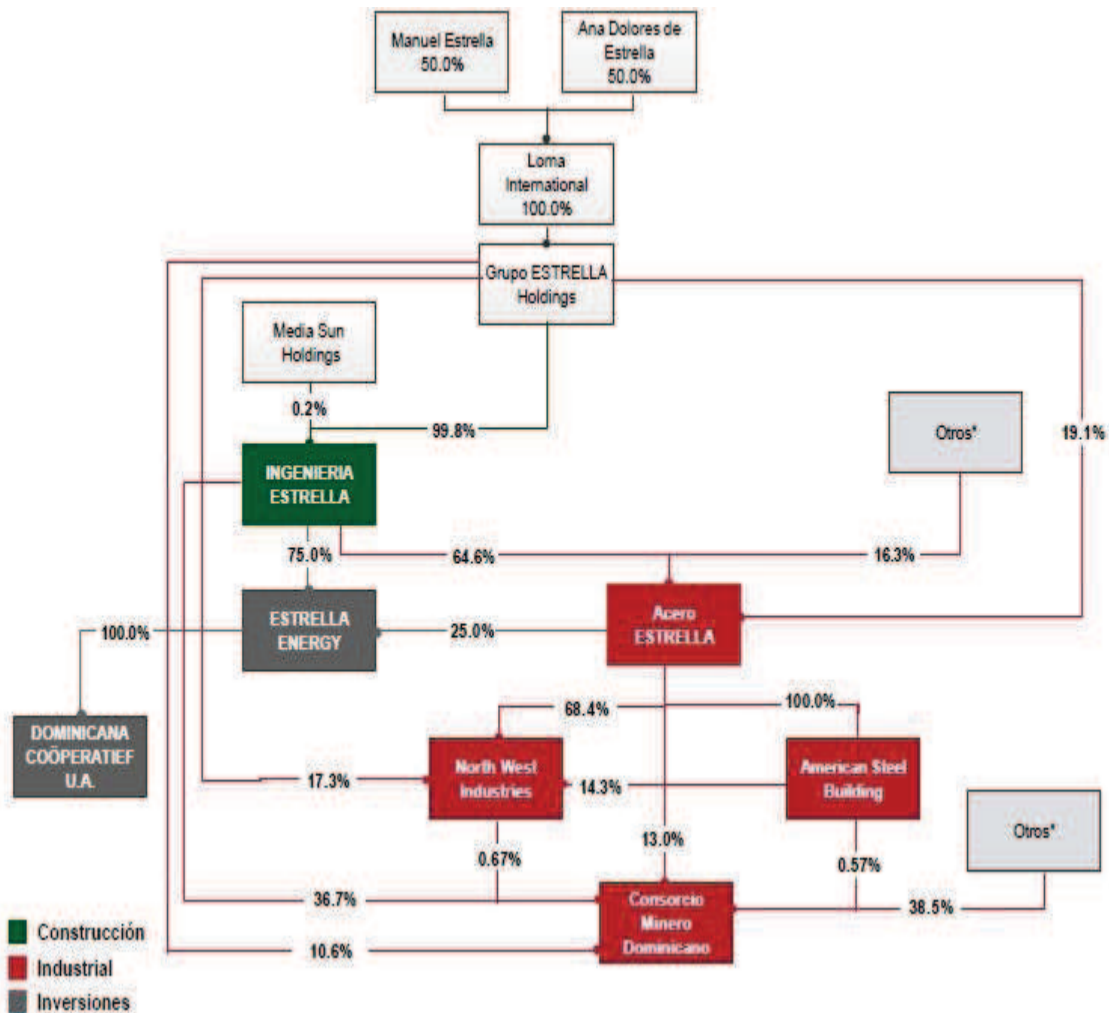 Manuel Estrella
50.0%
Ana Dolores de
Estrella
50.0%
Loma
International
100.0%
Grupo ESTRELLA
Holdings
Media Sun
Holdings
0.2%
99.8%
Otros*
19.1%
INGENIERIA
ESTRELLA
75.0%
64.6%
16.3%
ESTRELLA
ENERGY
Acero
ESTRELLA
100.0%
25.0%
68.4%
100.0%
DOMINICANA
COÖPERATIEF
U.A.
North West
Industries
American Steel
Building
17.3%
14.3%
Otros*
0.67%
13.0%
0.57%
36.7%
Consorcio
Minero
Dominicano
38.5%
10.6%
Construcción
Industrial
Inversiones